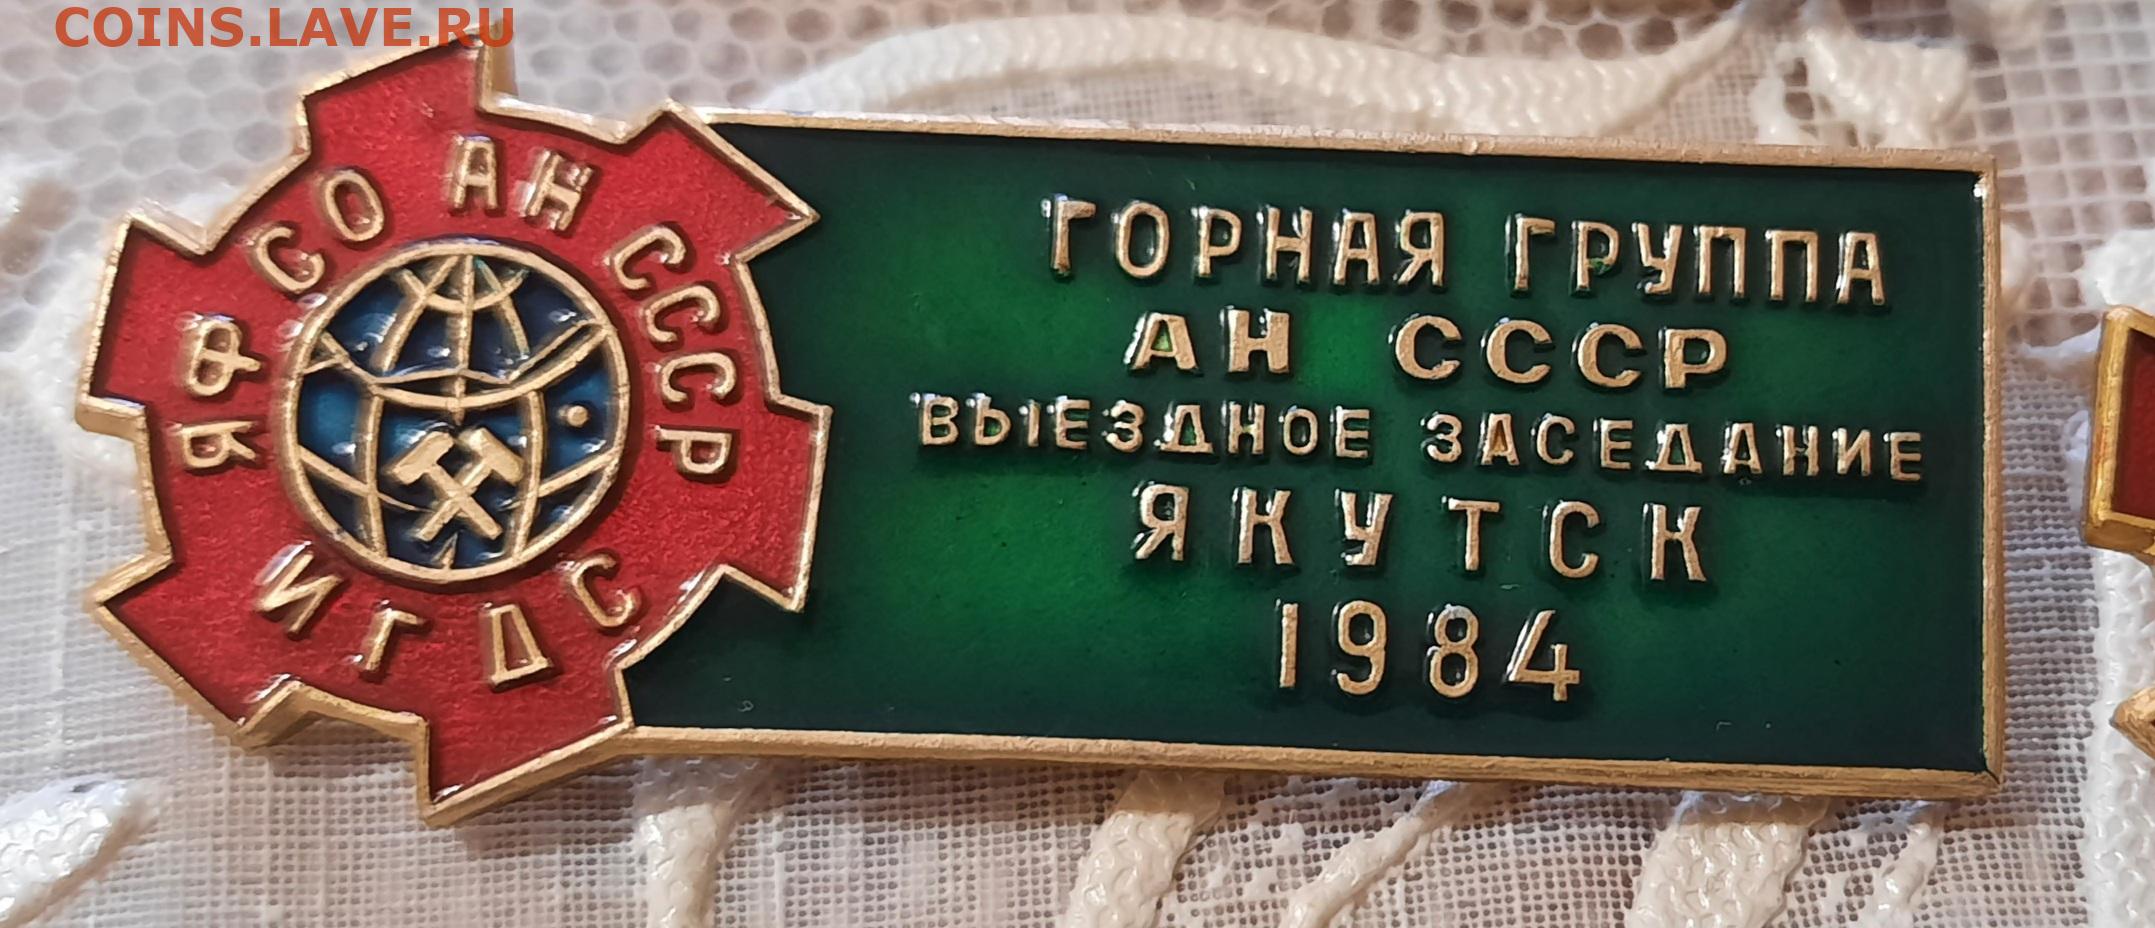 COINS.LAVE.RU
ЯФ СО АН СССР
ИГДС
ГОРНАЯ ГРУППА
АН СССР
ВЫЕЗДНОЕ ЗАСЕДАНИЕ
ЯКУТСК
1984